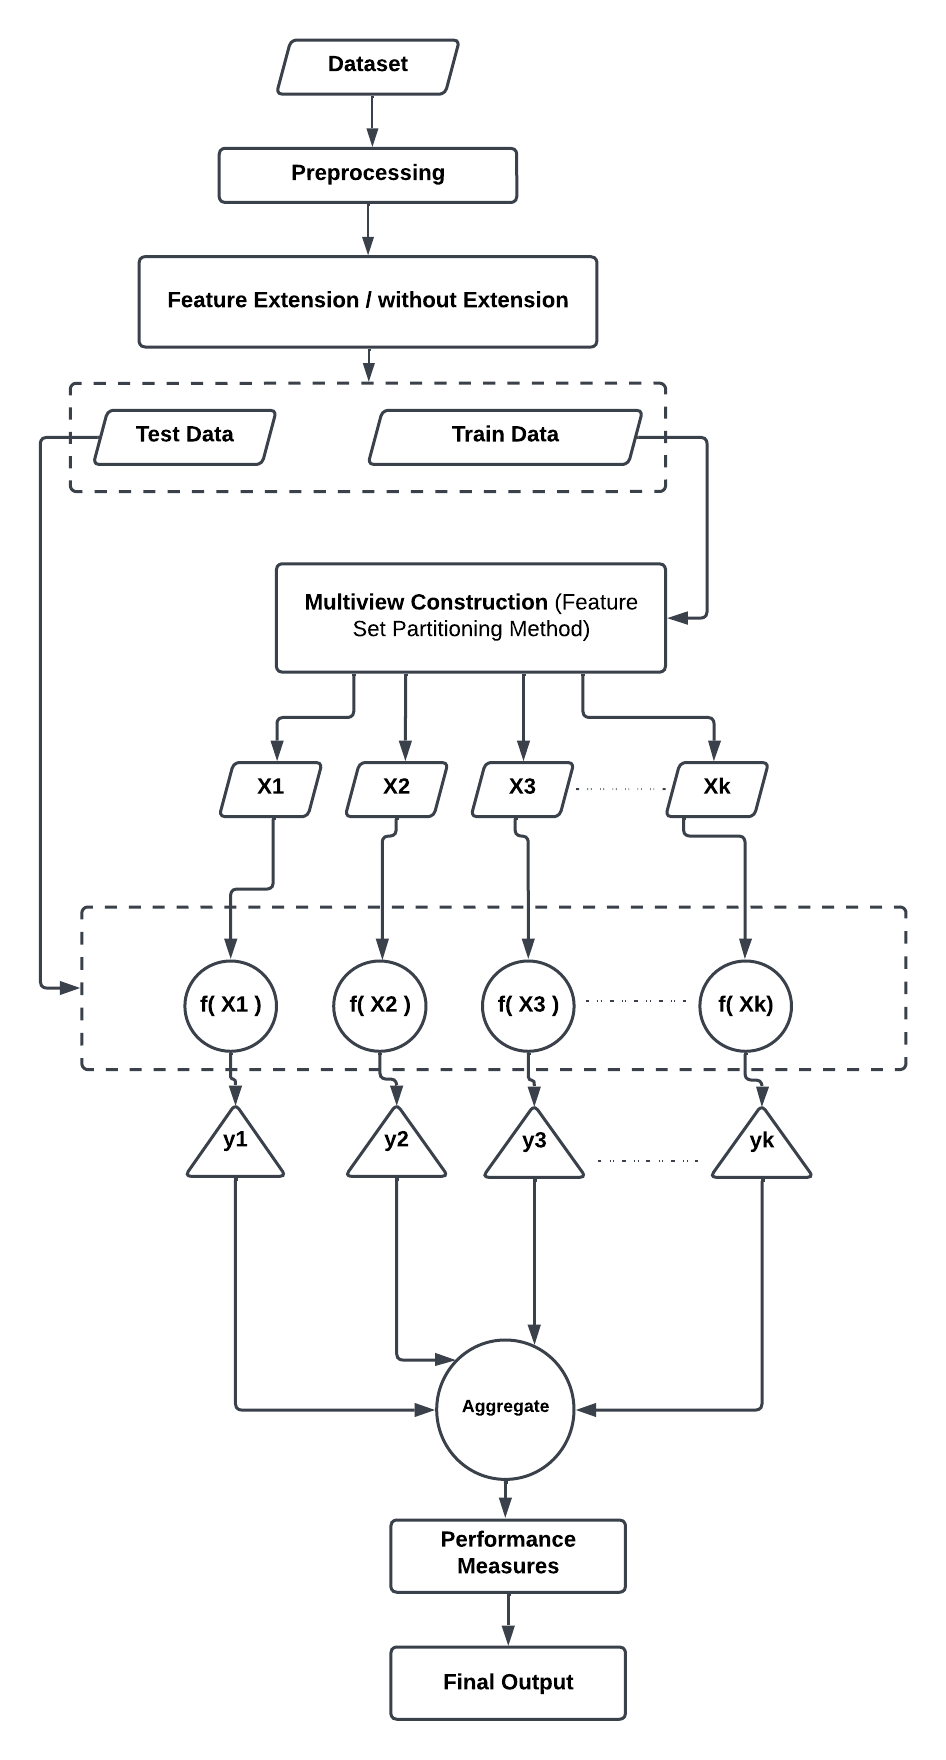 Dataset
Preprocessing
Feature Extension / without Extension
Test Data
Train Data
Multiview Construction (Feature
Set Partitioning Method)
X1
X2
X3
Xk
f( X1 )
f( X2 )
f( X3 )
f( Xk)
y1
y2
y3
yk
Aggregate
Performance
Measures
Final Output